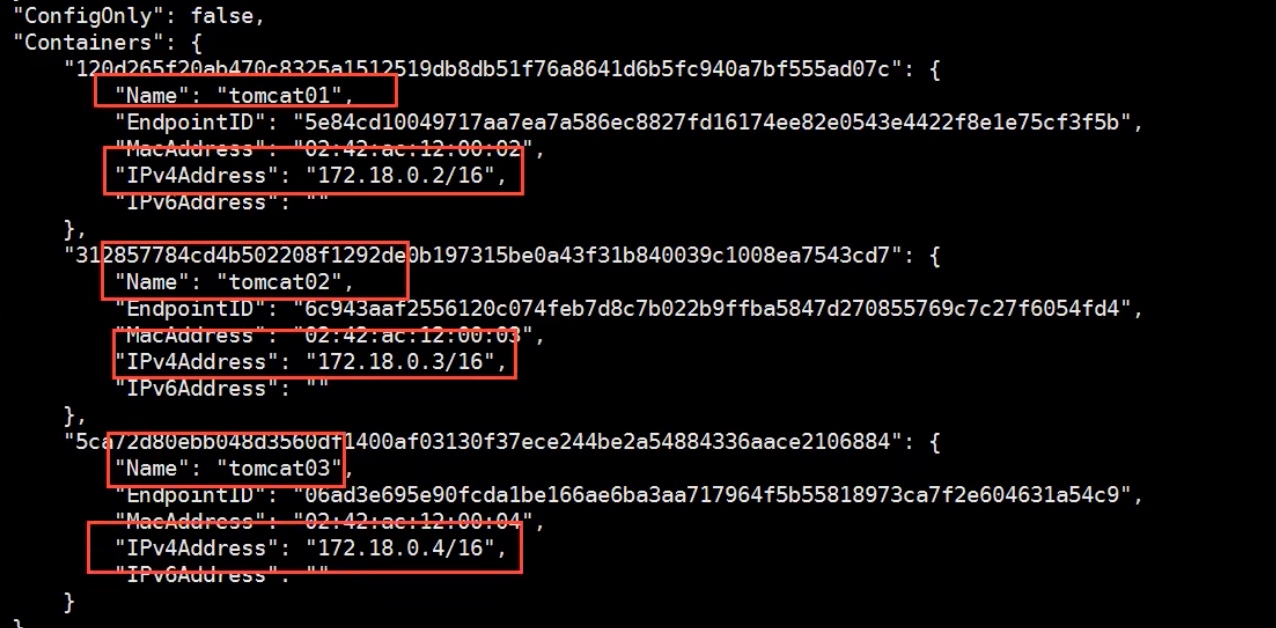 "ConfigOnly": false,
"Containers": {
"120d265f20ab470c8325a1512519db8db51f76a8641d6b5fc940a7bf555ad07c": {
"Name": "tomcat01",
"EndpointID": "5e84cd10049717aa7ea7a586ec8827fd16174ee82e0543e4422f8e1e75cf3f5b",
"MacAddress": "02:42:ac:12:00:02",
"IPv4Address": "172.18.0.2/16",
"IPv6Address": ""
},
"312857784cd4b502208f1292de0b197315be0a43f31b840039c1008ea7543cd7": {
"Name": "tomcat02",
"EndpointID": "6c943aaf2556120c074feb7d8c7b022b9ffba5847d270855769c7c27f6054fd4",
"MacAddress": "02:42:ac:12:00:03",
"IPv4Address": "172.18.0.3/16",
"IPv6Address": ""
},
"5ca72d80ebb048d3560df1400af03130f37ece244be2a54884336aace2106884": {
"Name": "tomcat03",
"EndpointID": "06ad3e695e90fcda1be166ae6ba3aa717964f5b55818973ca7f2e604631a54c9",
"MacAddress": "02:42:ac:12:00:04",
"IPv4Address": "172.18.0.4/16",
"IPv6Address": ""
}
}